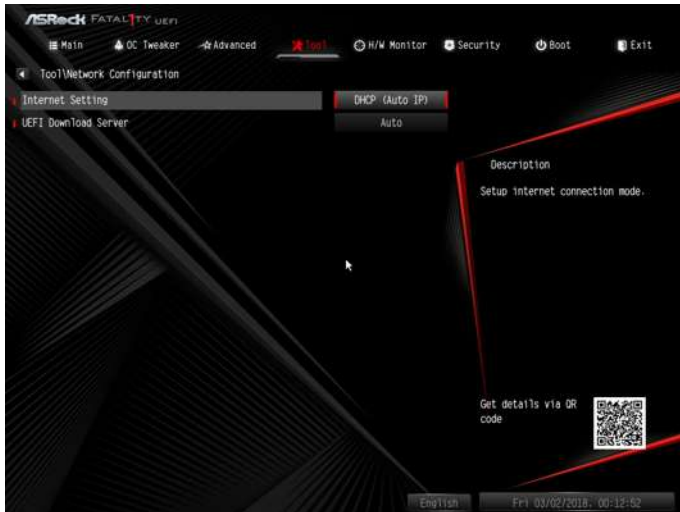 ASRock FATAL1TY UEFI
Main OC Tweaker Advanced Tool H/W Monitor Security Boot Exit
Tool\Network Configuration
Internet Setting DHCP (Auto IP)
UEFI Download Server Auto
Description
Setup internet connection mode.
Get details via QR
code
English Fri 03/02/2018. 00:12:52